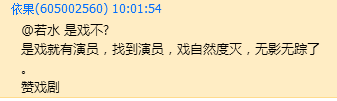 依果(605002560) 10:01:54
@若水 是戏不?
是戏就有演员，找到演员，戏自然度灭，无影无踪了
。
赞戏剧